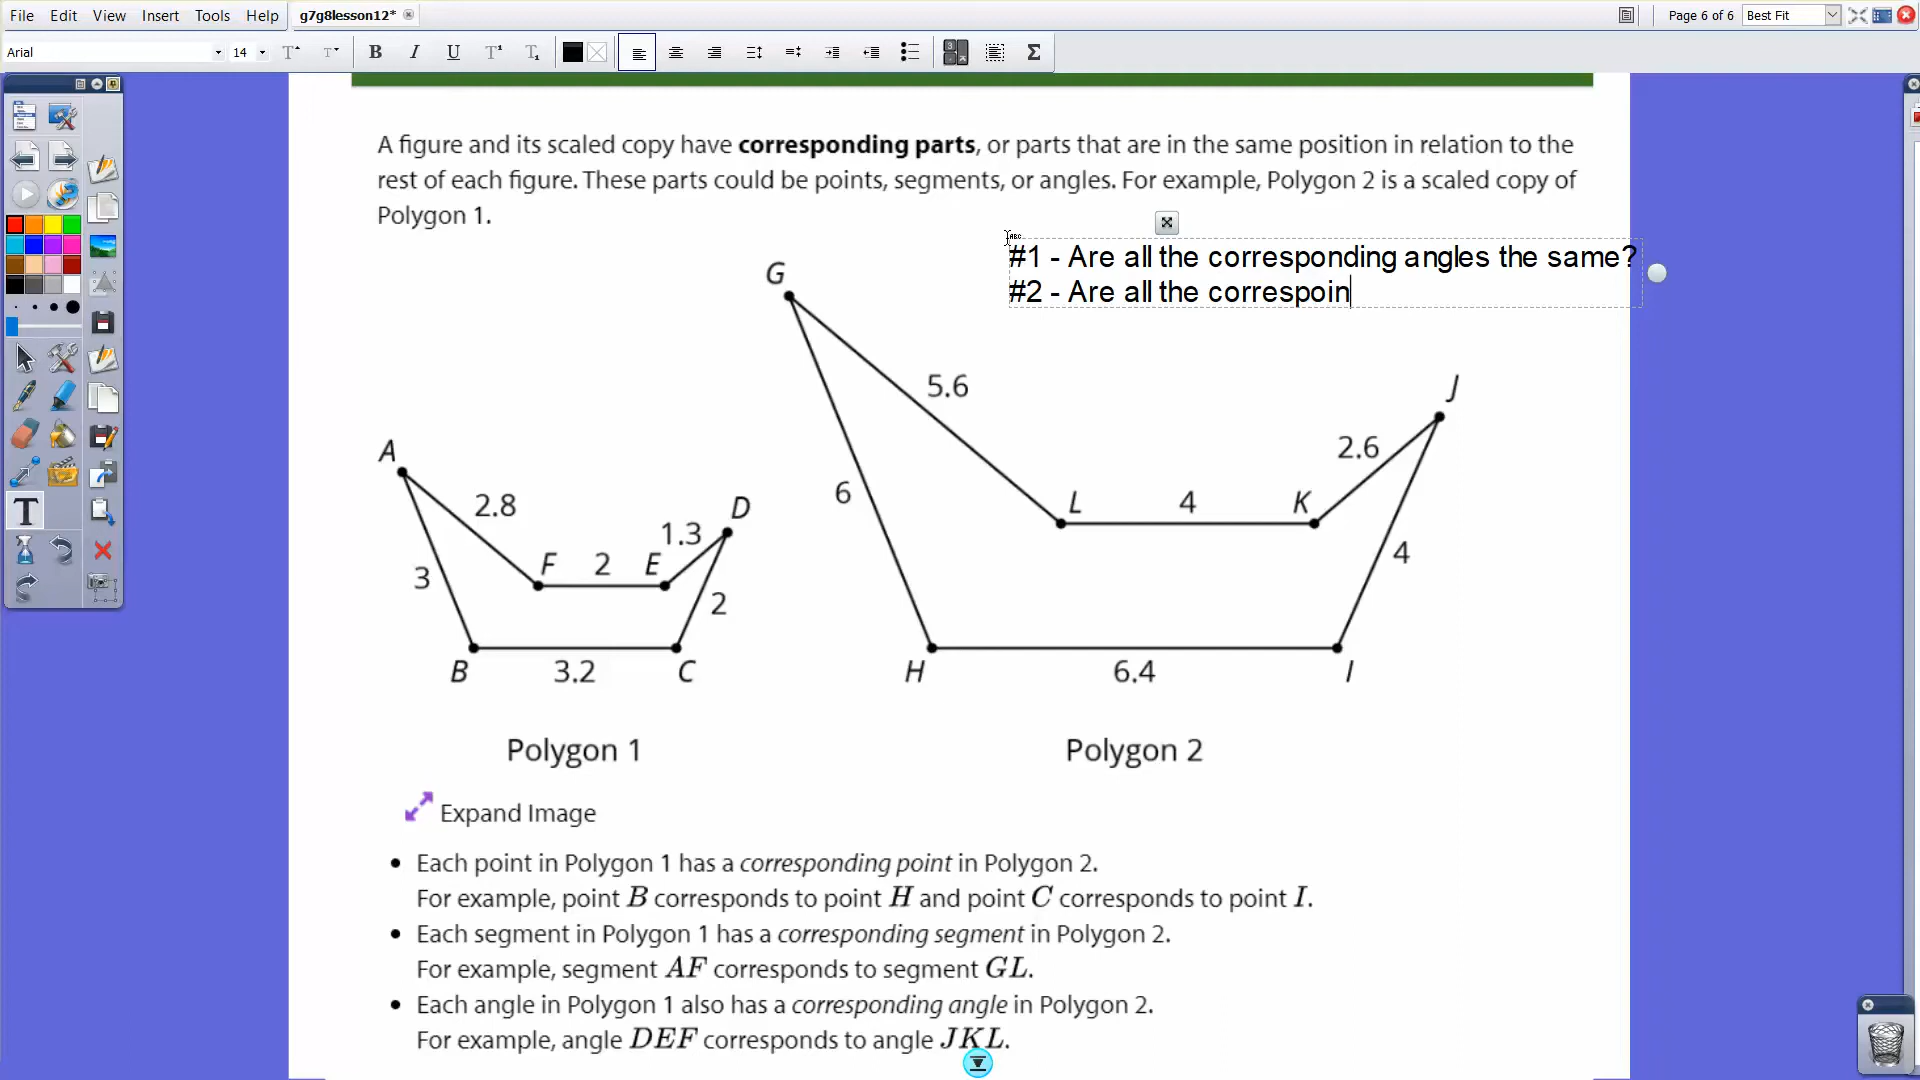 File Edit View Insert Tools Help g7g8lesson12* Page 6 of 6 Best Fit
Arial 14 B I U
A figure and its scaled copy have corresponding parts, or parts that are in the same position in relation to the
rest of each figure. These parts could be points, segments, or angles. For example, Polygon 2 is a scaled copy of
Polygon 1.
#1 - Are all the corresponding angles the same?
#2 - Are all the correspoin
G
5.6
J
2.6
A
6
L 4 K
2.8
D
1.3
F 2 E
4
3
2
B 3.2 C
H 6.4 I
Polygon 1 Polygon 2
Expand Image
• Each point in Polygon 1 has a corresponding point in Polygon 2.
For example, point B corresponds to point H and point C corresponds to point I.
• Each segment in Polygon 1 has a corresponding segment in Polygon 2.
For example, segment AF corresponds to segment GL.
• Each angle in Polygon 1 also has a corresponding angle in Polygon 2.
For example, angle DEF corresponds to angle JKL.